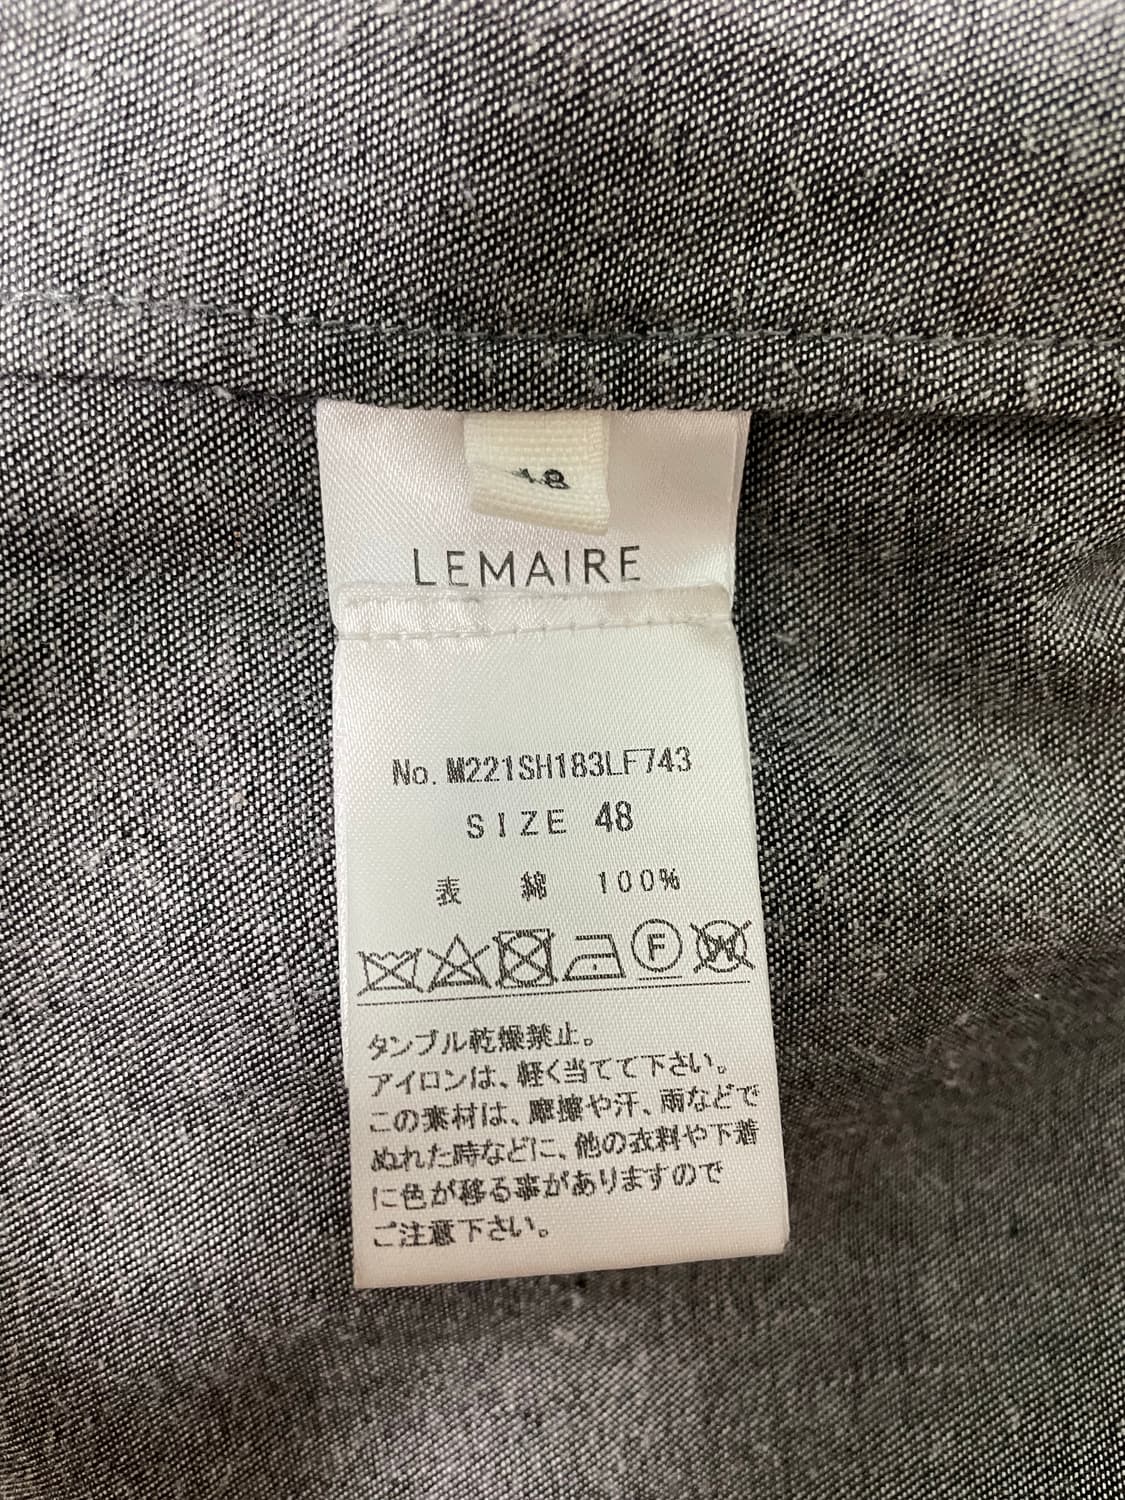 48
LEMAIRE
No. M221SH183LF743
SIZE 48
表 綿 100%
F W
タンブル乾燥禁止。
アイロンは、軽く当てて下さい。
この素材は、摩擦や汗、雨などで
ぬれた時などに、他の衣料や下着
に色が移る事がありますので
ご注意下さい。